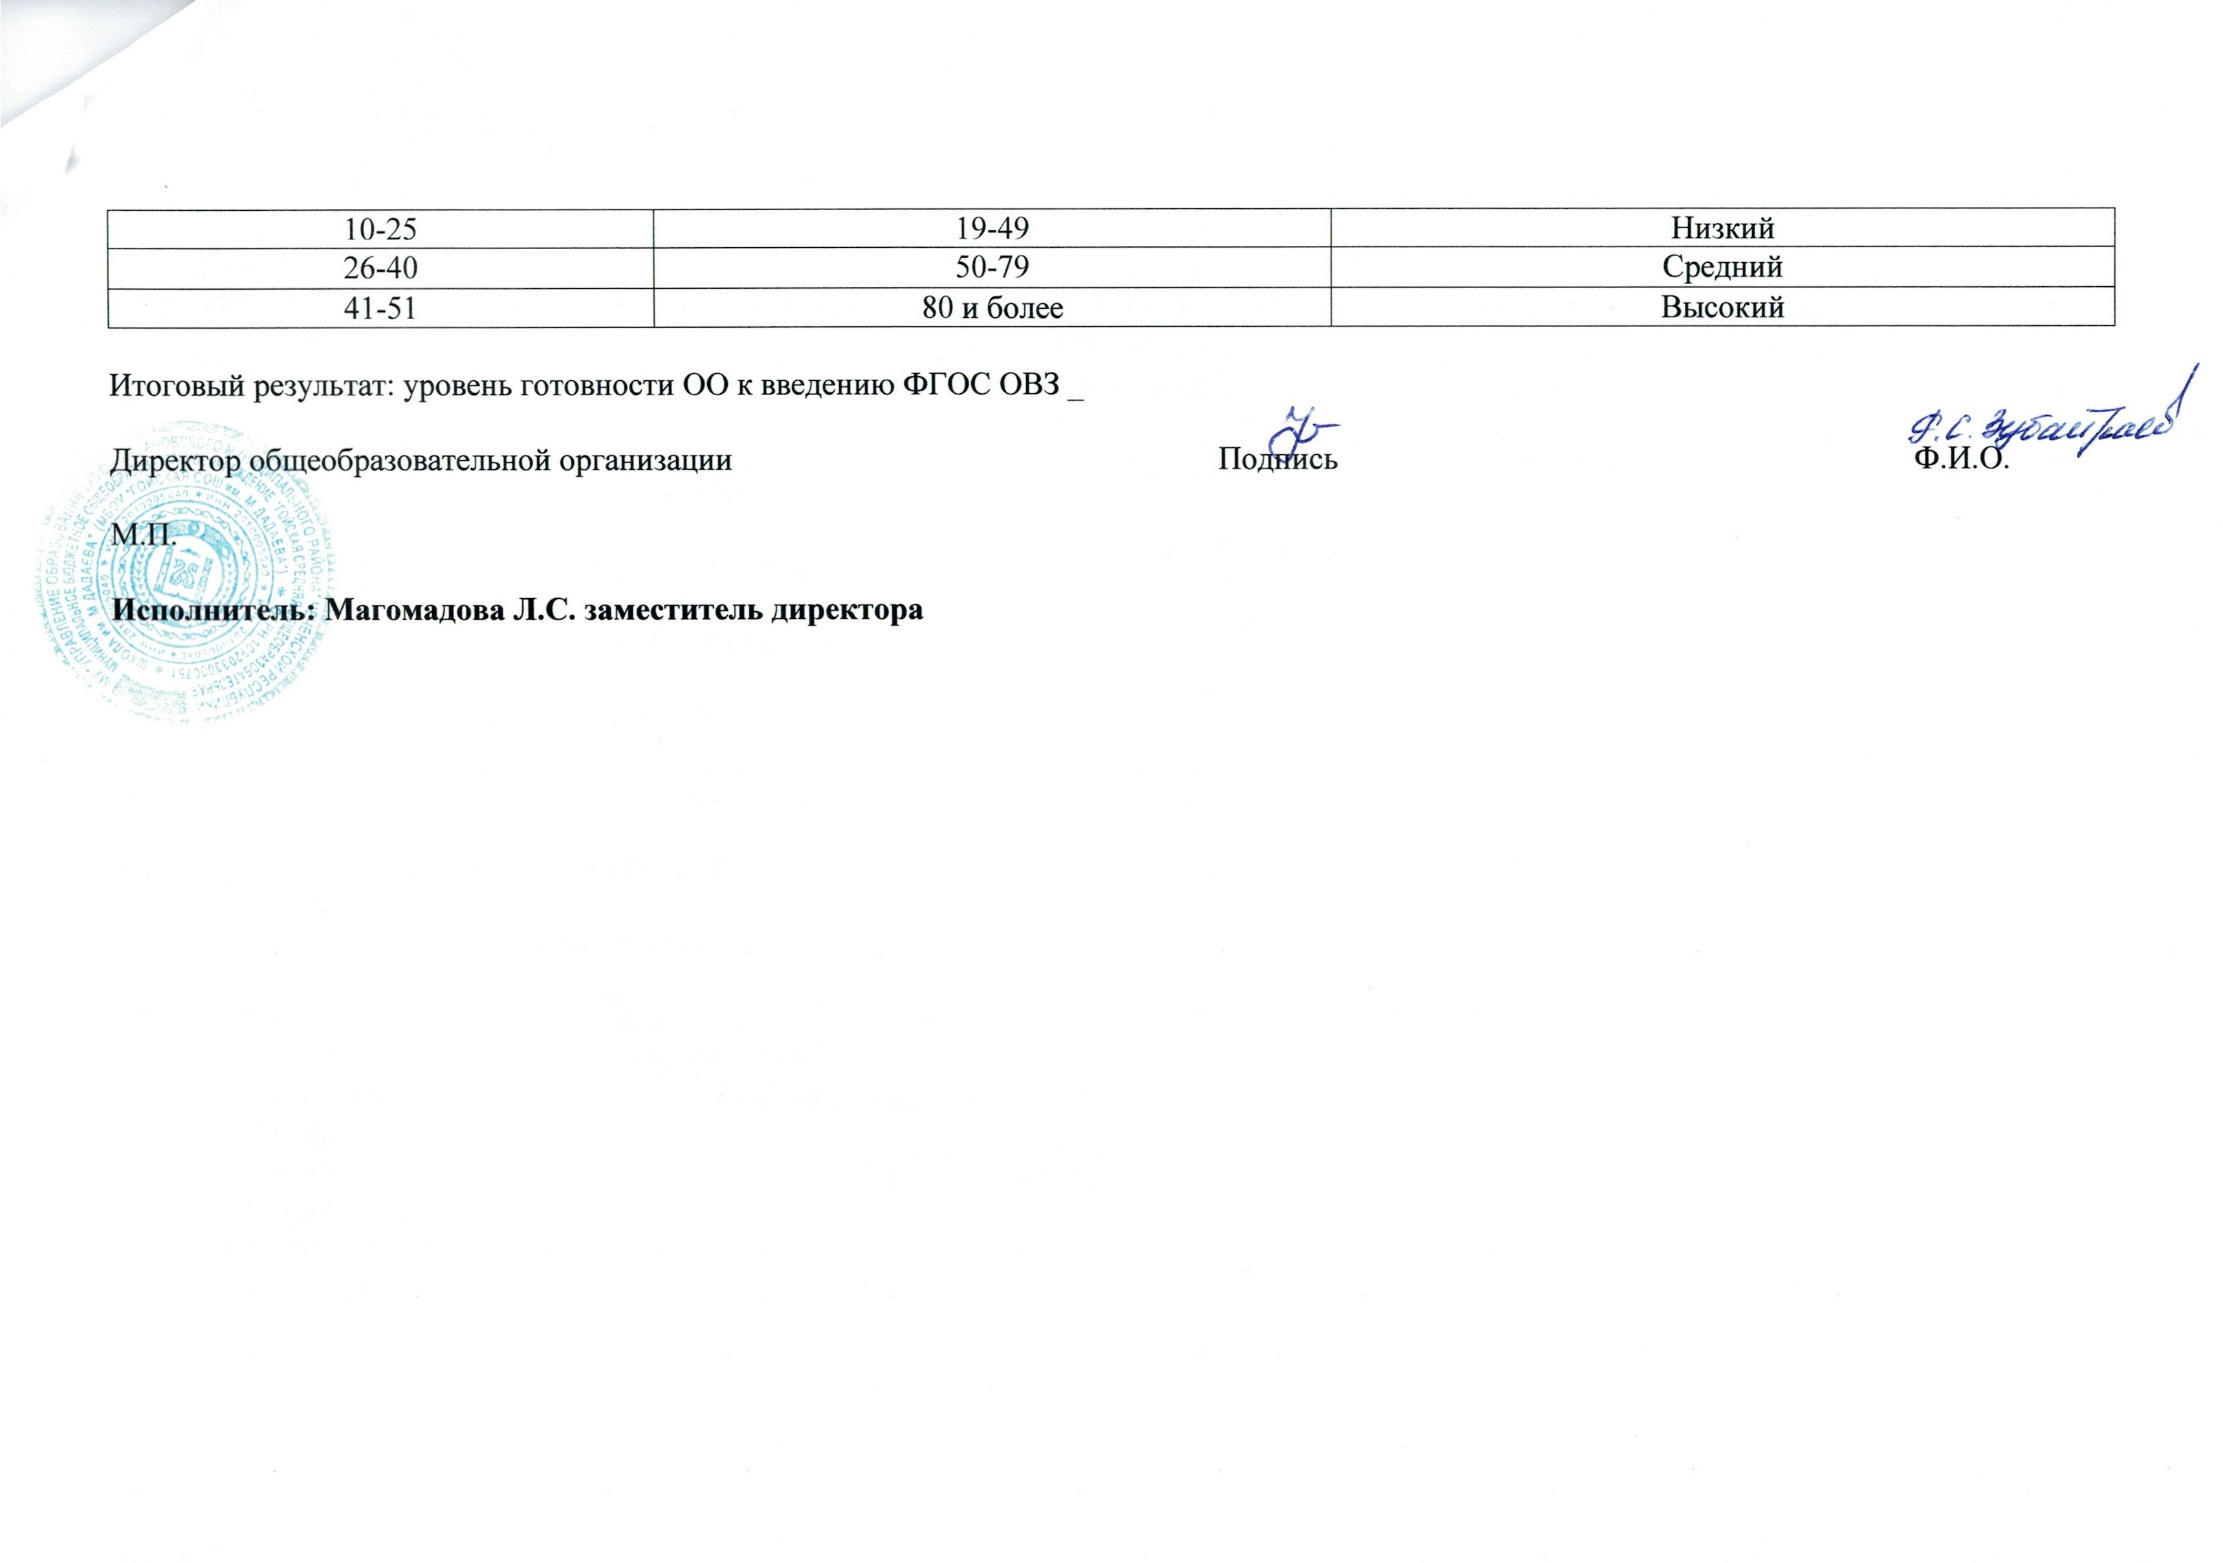 10-25 19-49 Низкий
26-40 50-79 Средний
41-51 80 и более Высокий
Итоговый результат: уровень готовности ОО к введению ФГОС ОВЗ _
Ф.С. Зубайраев
Директор общеобразовательной организации Подпись Ф.И.О.
М.П.
Исполнитель: Магомадова Л.С. заместитель директора